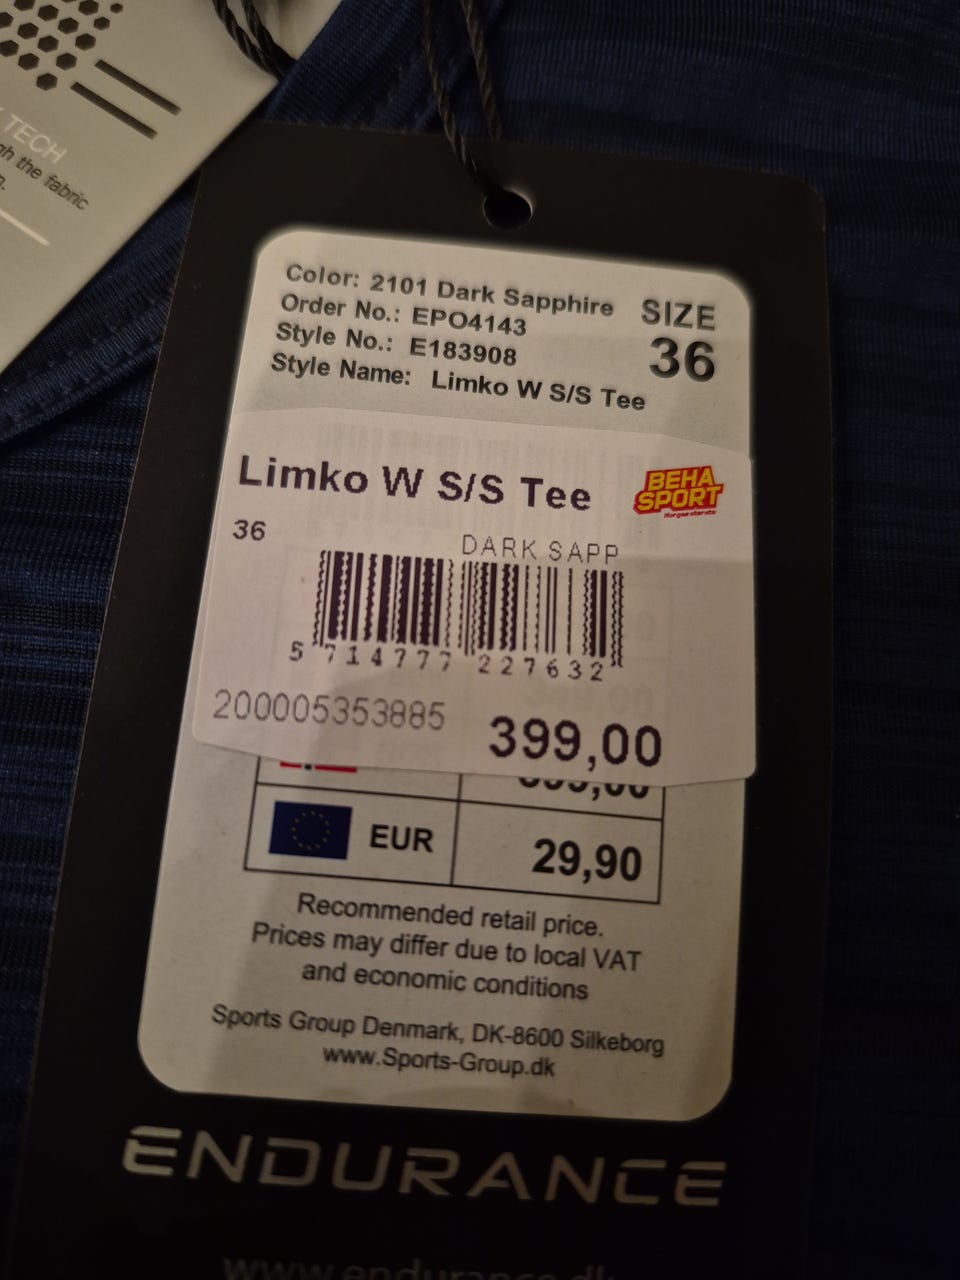 TECH
the fabric
Color: 2101 Dark Sapphire
Order No.: EPO4143
Style No.: E183908
Style Name: Limko W S/S Tee
SIZE
36
Limko W S/S Tee
BEHA
SPORT
36
DARK SAPP
5 714777 227632
200005353885
399,00
EUR
29,90
Recommended retail price.
Prices may differ due to local VAT
and economic conditions
Sports Group Denmark, DK-8600 Silkeborg
www.Sports-Group.dk
ENDURANCE
www.endurance.dk